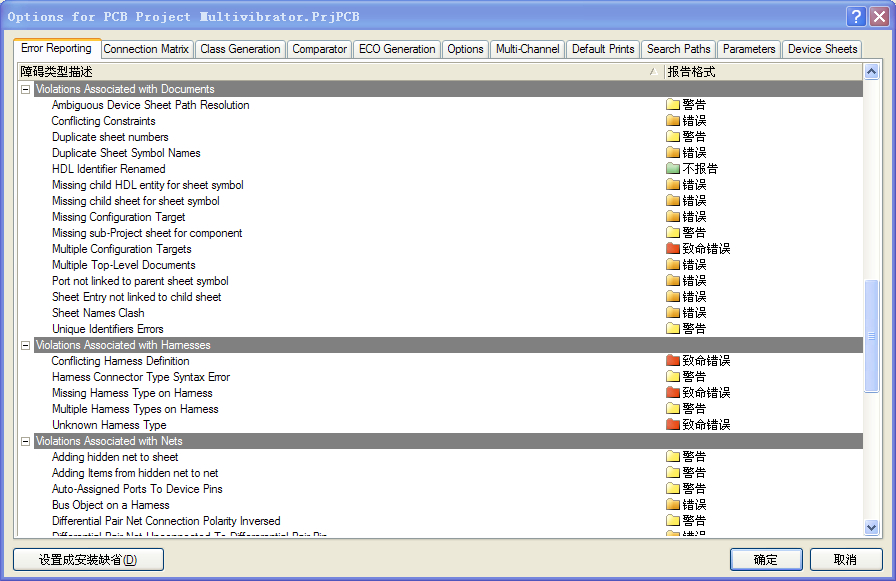 Options for PCB Project Multivibrator.PrjPCB
Error Reporting Connection Matrix Class Generation Comparator ECO Generation Options Multi-Channel Default Prints Search Paths Parameters Device Sheets
障碍类型描述 报告格式
Violations Associated with Documents
Ambiguous Device Sheet Path Resolution 警告
Conflicting Constraints 错误
Duplicate sheet numbers 警告
Duplicate Sheet Symbol Names 错误
HDL Identifier Renamed 不报告
Missing child HDL entity for sheet symbol 错误
Missing child sheet for sheet symbol 错误
Missing Configuration Target 错误
Missing sub-Project sheet for component 警告
Multiple Configuration Targets 致命错误
Multiple Top-Level Documents 错误
Port not linked to parent sheet symbol 错误
Sheet Entry not linked to child sheet 错误
Sheet Names Clash 错误
Unique Identifiers Errors 警告
Violations Associated with Harnesses
Conflicting Harness Definition 致命错误
Harness Connector Type Syntax Error 警告
Missing Harness Type on Harness 致命错误
Multiple Harness Types on Harness 警告
Unknown Harness Type 致命错误
Violations Associated with Nets
Adding hidden net to sheet 警告
Adding Items from hidden net to net 警告
Auto-Assigned Ports To Device Pins 警告
Bus Object on a Harness 错误
Differential Pair Net Connection Polarity Inversed 警告
Differential Pair Net Unconnected To Differential Pair Pin 错误
设置成安装缺省(D) 确定 取消